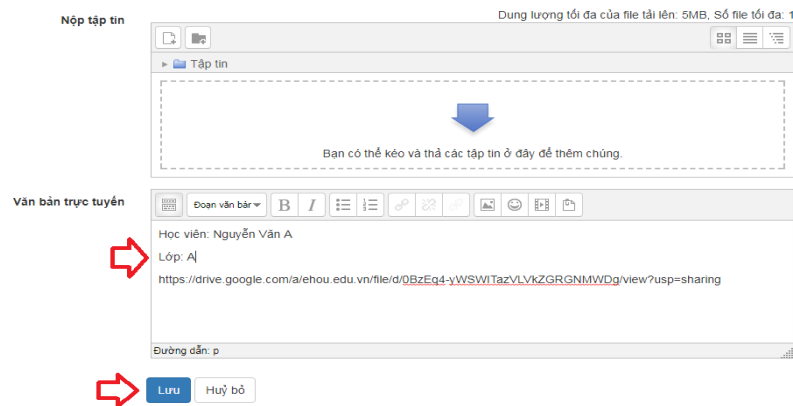 Dung lượng tối đa của file tải lên: 5MB, Số file tối đa: 1
Nộp tập tin
Tập tin
Bạn có thể kéo và thả các tập tin ở đây để thêm chúng.
Văn bản trực tuyến
Đoạn văn bản
B I
Học viên: Nguyễn Văn A
Lớp: A
https://drive.google.com/a/ehou.edu.vn/file/d/0BzEq4-yWSWITazVLVkZGRGNMWDg/view?usp=sharing
Đường dẫn: p
Lưu Huỷ bỏ